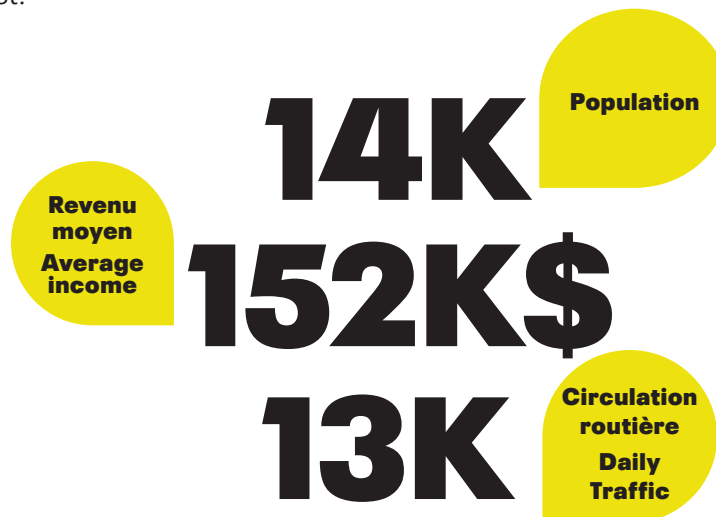 14K
Population
Revenu
moyen
Average
income
152K$
13K
Circulation
routière
Daily
Traffic